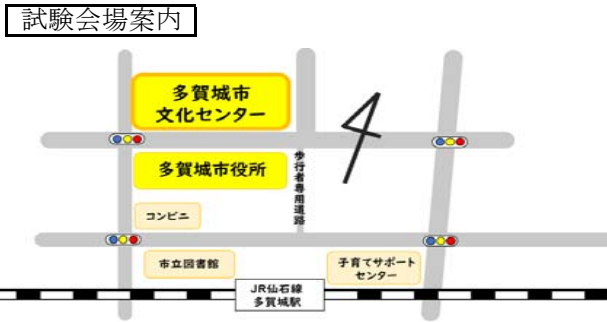 試験会場案内
多賀城市
文化センター
多賀城市役所
歩行者専用道路
コンビニ
市立図書館
子育てサポート
センター
JR仙石線
多賀城駅